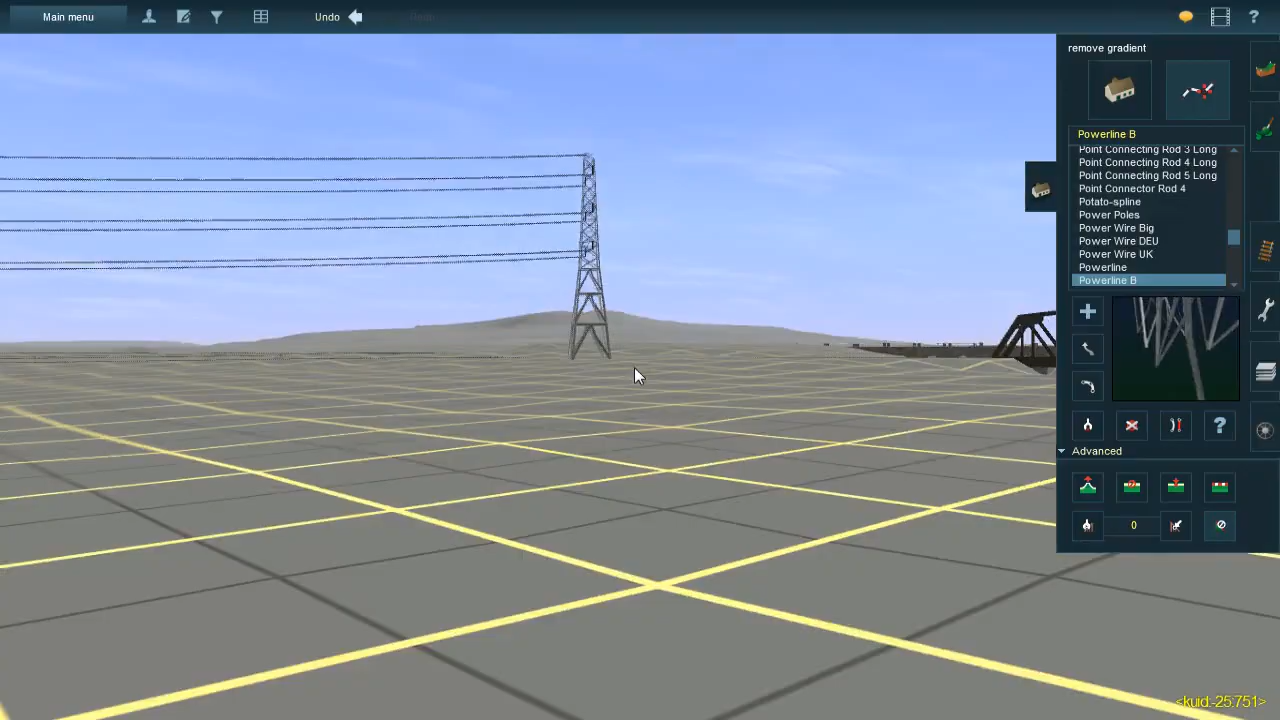 Main menu
Undo
Redo
?
remove gradient
Powerline B
Point Connecting Rod 3 Long
Point Connecting Rod 4 Long
Point Connecting Rod 5 Long
Point Connector Rod 4
Potato-spline
Power Poles
Power Wire Big
Power Wire DEU
Power Wire UK
Powerline
Powerline B
?
Advanced
0
<kuid:-25:751>